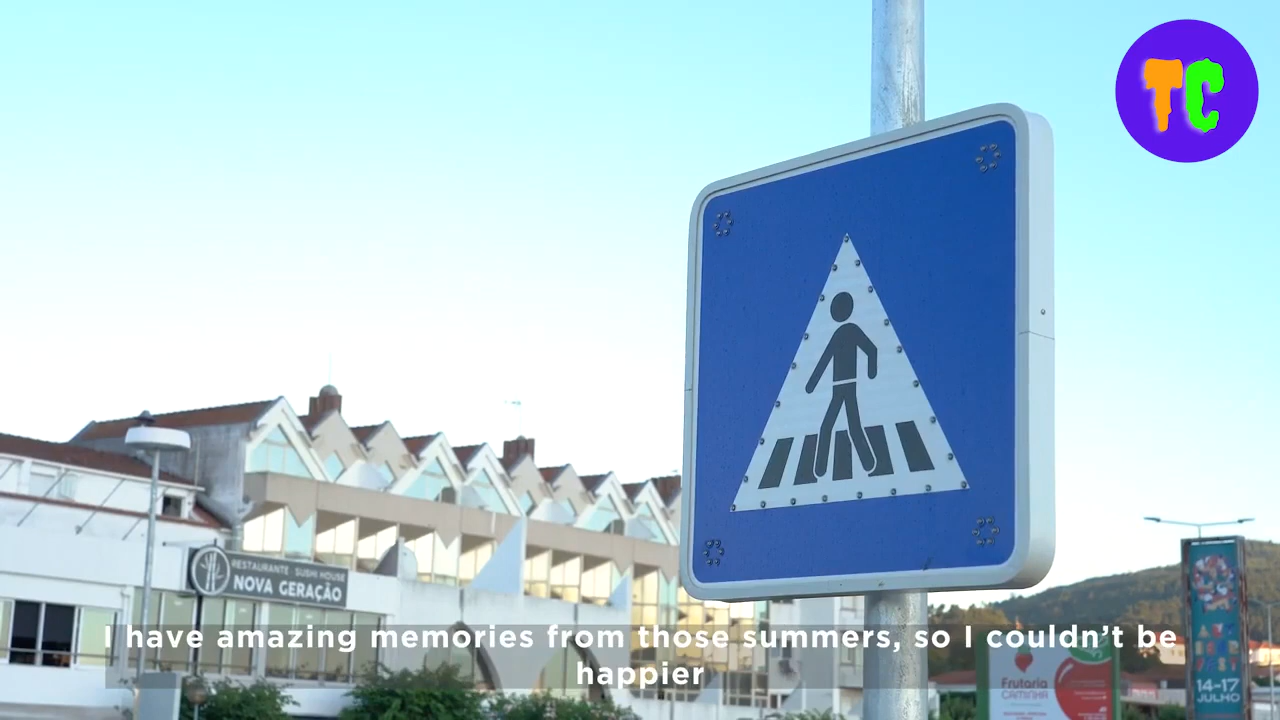 TC
RESTAURANTE SUSHI HOUSE
NOVA GERAÇÃO
I have amazing memories from those summers, so I couldn't be
happier
Frutaria
CAMINHA
14-17
JULHO